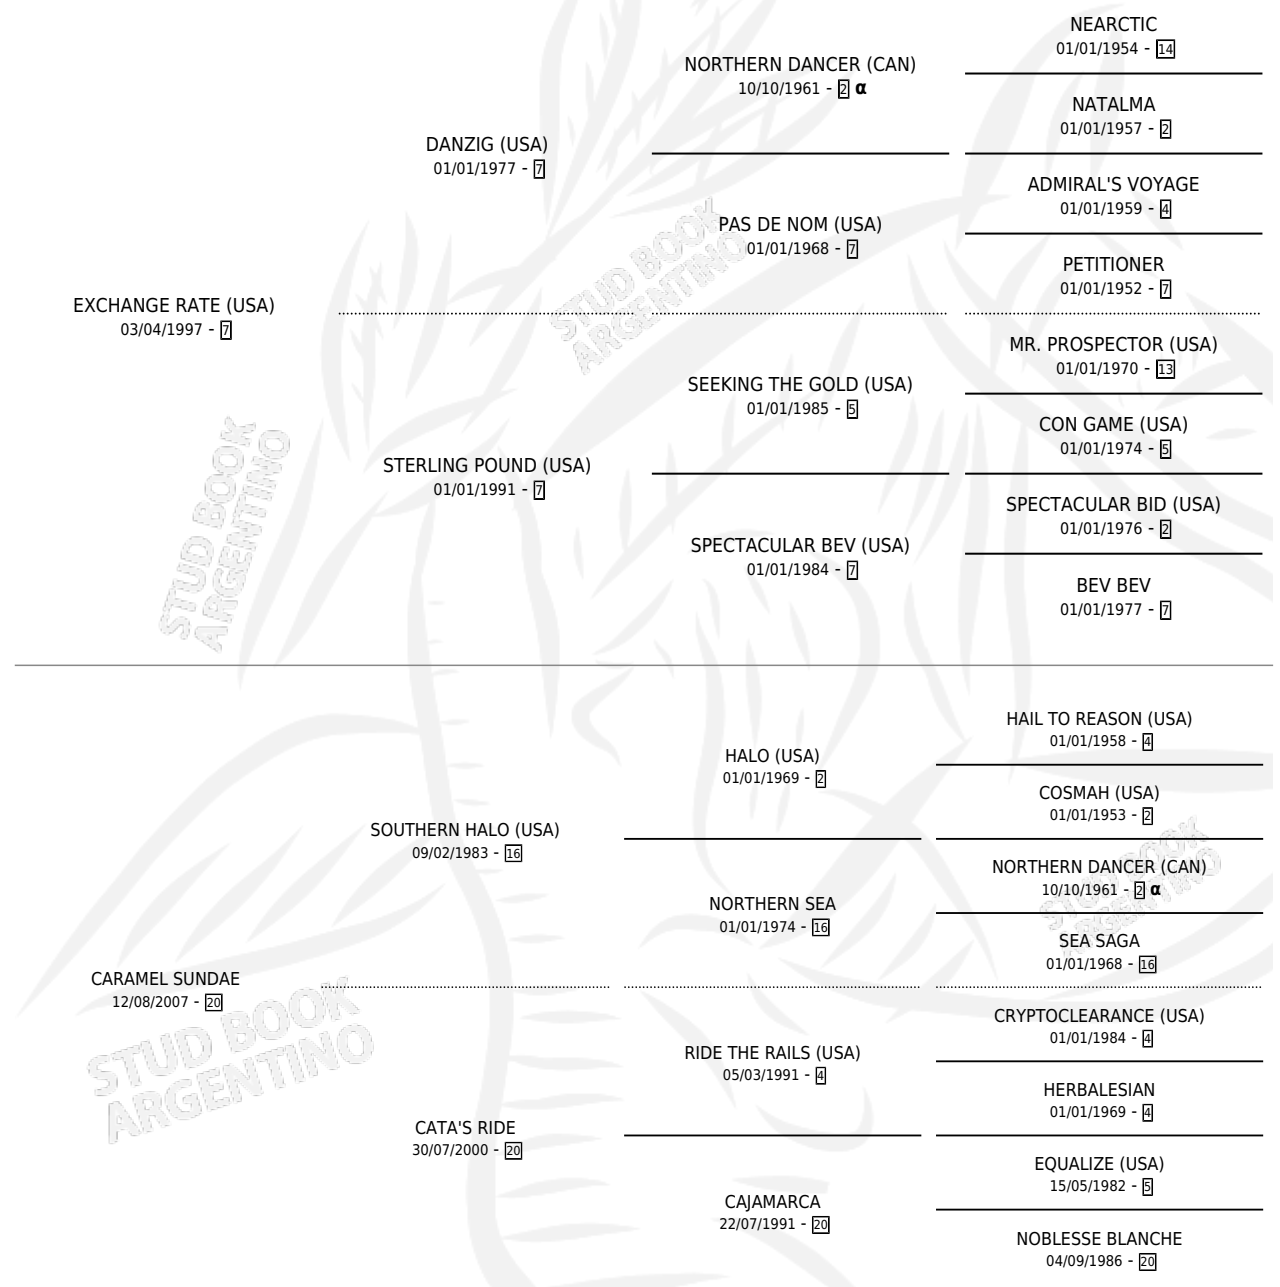 NEARCTIC
01/01/1954 - 14
NORTHERN DANCER (CAN)
10/10/1961 - 2 α
NATALMA
01/01/1957 - 2
DANZIG (USA)
01/01/1977 - 7
ADMIRAL'S VOYAGE
01/01/1959 - 4
PAS DE NOM (USA)
01/01/1968 - 7
PETITIONER
01/01/1952 - 7
EXCHANGE RATE (USA)
03/04/1997 - 7
MR. PROSPECTOR (USA)
01/01/1970 - 13
SEEKING THE GOLD (USA)
01/01/1985 - 5
CON GAME (USA)
01/01/1974 - 5
STERLING POUND (USA)
01/01/1991 - 7
SPECTACULAR BID (USA)
01/01/1976 - 2
SPECTACULAR BEV (USA)
01/01/1984 - 7
BEV BEV
01/01/1977 - 7
STUD BOOK
ARGENTINO
STUD BOOK
ARGENTINO
HAIL TO REASON (USA)
01/01/1958 - 4
HALO (USA)
01/01/1969 - 2
COSMAH (USA)
01/01/1953 - 2
SOUTHERN HALO (USA)
09/02/1983 - 16
NORTHERN DANCER (CAN)
10/10/1961 - 2 α
NORTHERN SEA
01/01/1974 - 16
SEA SAGA
01/01/1968 - 16
CARAMEL SUNDAE
12/08/2007 - 20
CRYPTOCLEARANCE (USA)
01/01/1984 - 4
RIDE THE RAILS (USA)
05/03/1991 - 4
HERBALESIAN
01/01/1969 - 4
CATA'S RIDE
30/07/2000 - 20
EQUALIZE (USA)
15/05/1982 - 5
CAJAMARCA
22/07/1991 - 20
NOBLESSE BLANCHE
04/09/1986 - 20
STUD BOOK
ARGENTINO
STUD BOOK
ARGENTINO